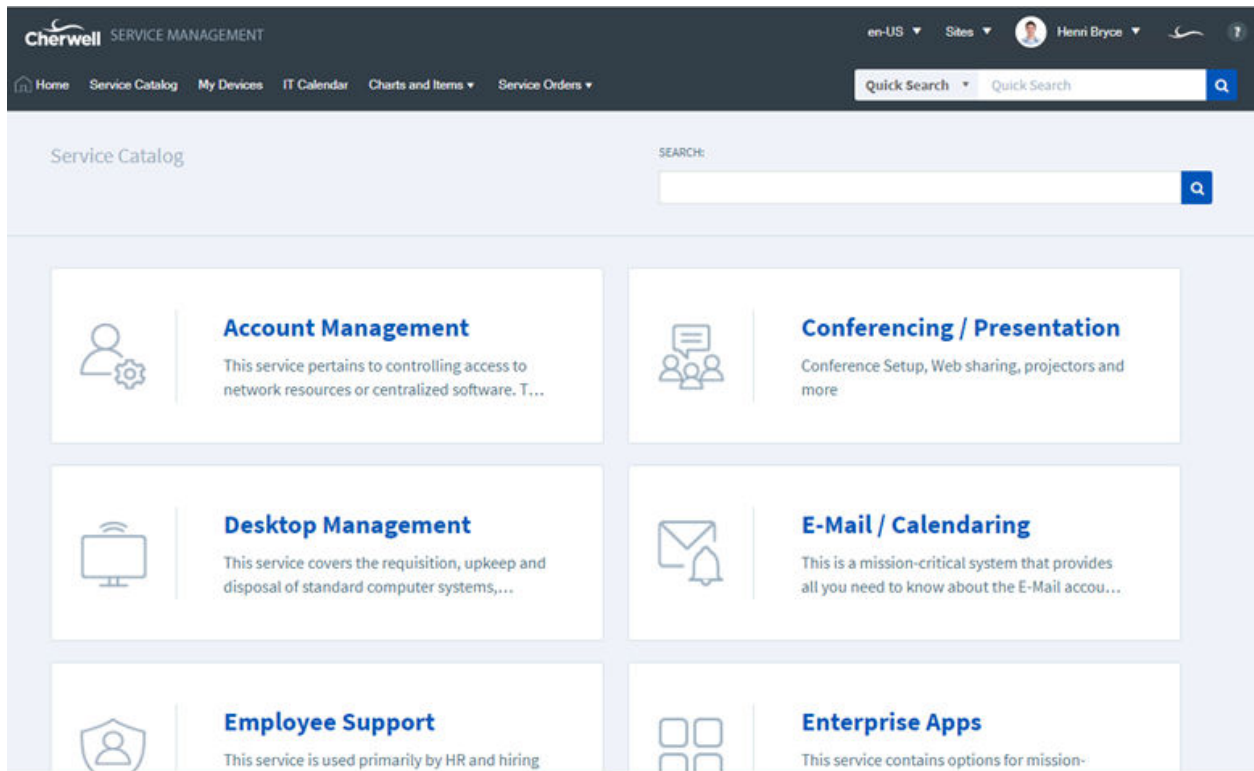 Cherwell SERVICE MANAGEMENT
en-US ▼ Sites ▼ Henri Bryce ▼ ?
Home Service Catalog My Devices IT Calendar Charts and Items ▾ Service Orders ▾
Quick Search ▾ Quick Search
Service Catalog
SEARCH:
Account Management
This service pertains to controlling access to
network resources or centralized software. T...
Conferencing / Presentation
Conference Setup, Web sharing, projectors and
more
Desktop Management
This service covers the requisition, upkeep and
disposal of standard computer systems,...
E-Mail / Calendaring
This is a mission-critical system that provides
all you need to know about the E-Mail accou...
Employee Support
This service is used primarily by HR and hiring
Enterprise Apps
This service contains options for mission-